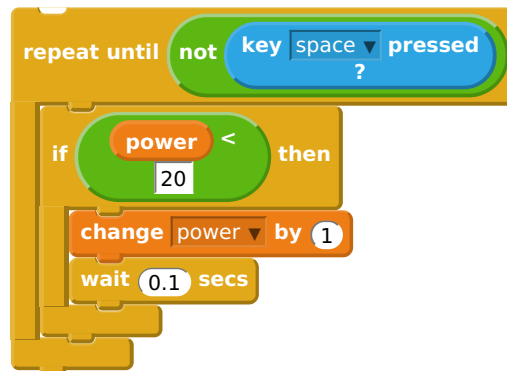 repeat until not key space ▼ pressed
?
if power < then
20
change power ▼ by 1
wait 0.1 secs